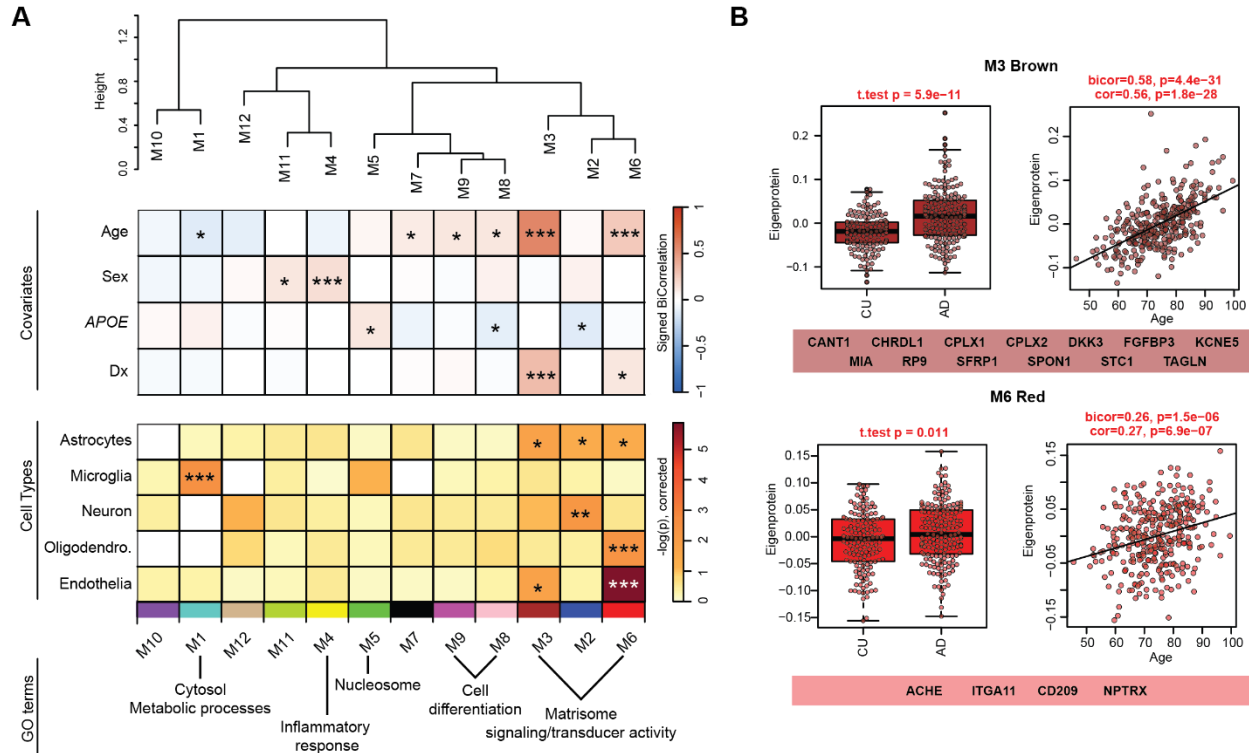 A
Height
0.0 0.4 0.8 1.2
M10 M1 M12 M11 M4 M5 M7 M9 M8 M3 M2 M6
Covariates
Age * * * * *** ***
Sex * ***
APOE * * *
Dx *** *
Signed BiCorrelation
1
0.5
0
−0.5
−1
Cell Types
Astrocytes * * *
Microglia ***
Neuron **
Oligodendro. ***
Endothelia * ***
-log(p), corrected
5
4
3
2
1
0
M10 M1 M12 M11 M4 M5 M7 M9 M8 M3 M2 M6
GO terms
Cytosol
Metabolic processes
Inflammatory
response
Nucleosome
Cell
differentiation
Matrisome
signaling/transducer activity
B
M3 Brown
t.test p = 5.9e−11
Eigenprotein
0.2
0.1
0.0
−0.1
CU AD
bicor=0.58, p=4.4e−31
cor=0.56, p=1.8e−28
Eigenprotein
0.2
0.1
0.0
−0.1
50 60 70 80 90 100
Age
CANT1 CHRDL1 CPLX1 CPLX2 DKK3 FGFBP3 KCNE5
MIA RP9 SFRP1 SPON1 STC1 TAGLN
M6 Red
t.test p = 0.011
Eigenprotein
0.15
0.10
0.05
0.00
−0.05
−0.10
−0.15
CU AD
bicor=0.26, p=1.5e−06
cor=0.27, p=6.9e−07
Eigenprotein
0.15
0.05
−0.05
−0.15
50 60 70 80 90 100
Age
ACHE ITGA11 CD209 NPTRX